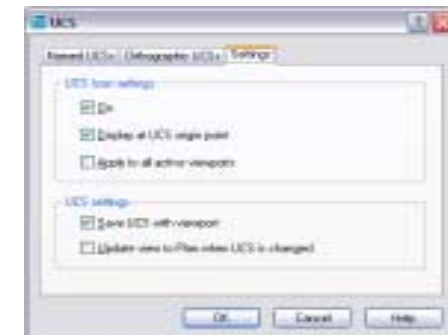 UCS
Named UCSs Orthographic UCSs Settings
UCS Icon settings
On
Display at UCS origin point
Apply to all active viewports
UCS settings
Save UCS with viewport
Update view to Plan when UCS is changed
OK Cancel Help